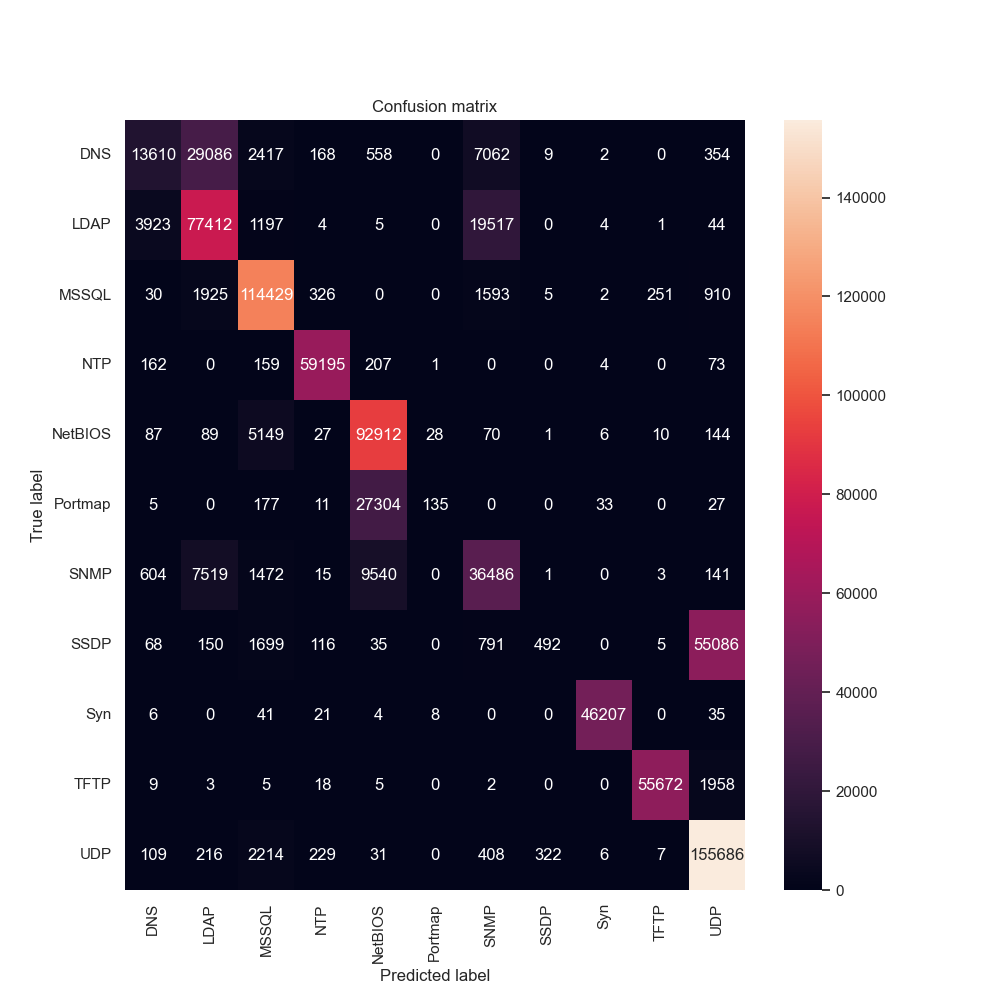 Confusion matrix
DNS 13610 29086 2417 168 558 0 7062 9 2 0 354
LDAP 3923 77412 1197 4 5 0 19517 0 4 1 44
MSSQL 30 1925 114429 326 0 0 1593 5 2 251 910
NTP 162 0 159 59195 207 1 0 0 4 0 73
NetBIOS 87 89 5149 27 92912 28 70 1 6 10 144
Portmap 5 0 177 11 27304 135 0 0 33 0 27
SNMP 604 7519 1472 15 9540 0 36486 1 0 3 141
SSDP 68 150 1699 116 35 0 791 492 0 5 55086
Syn 6 0 41 21 4 8 0 0 46207 0 35
TFTP 9 3 5 18 5 0 2 0 0 55672 1958
UDP 109 216 2214 229 31 0 408 322 6 7 155686
True label
DNS LDAP MSSQL NTP NetBIOS Portmap SNMP SSDP Syn TFTP UDP
Predicted label
140000
120000
100000
80000
60000
40000
20000
0